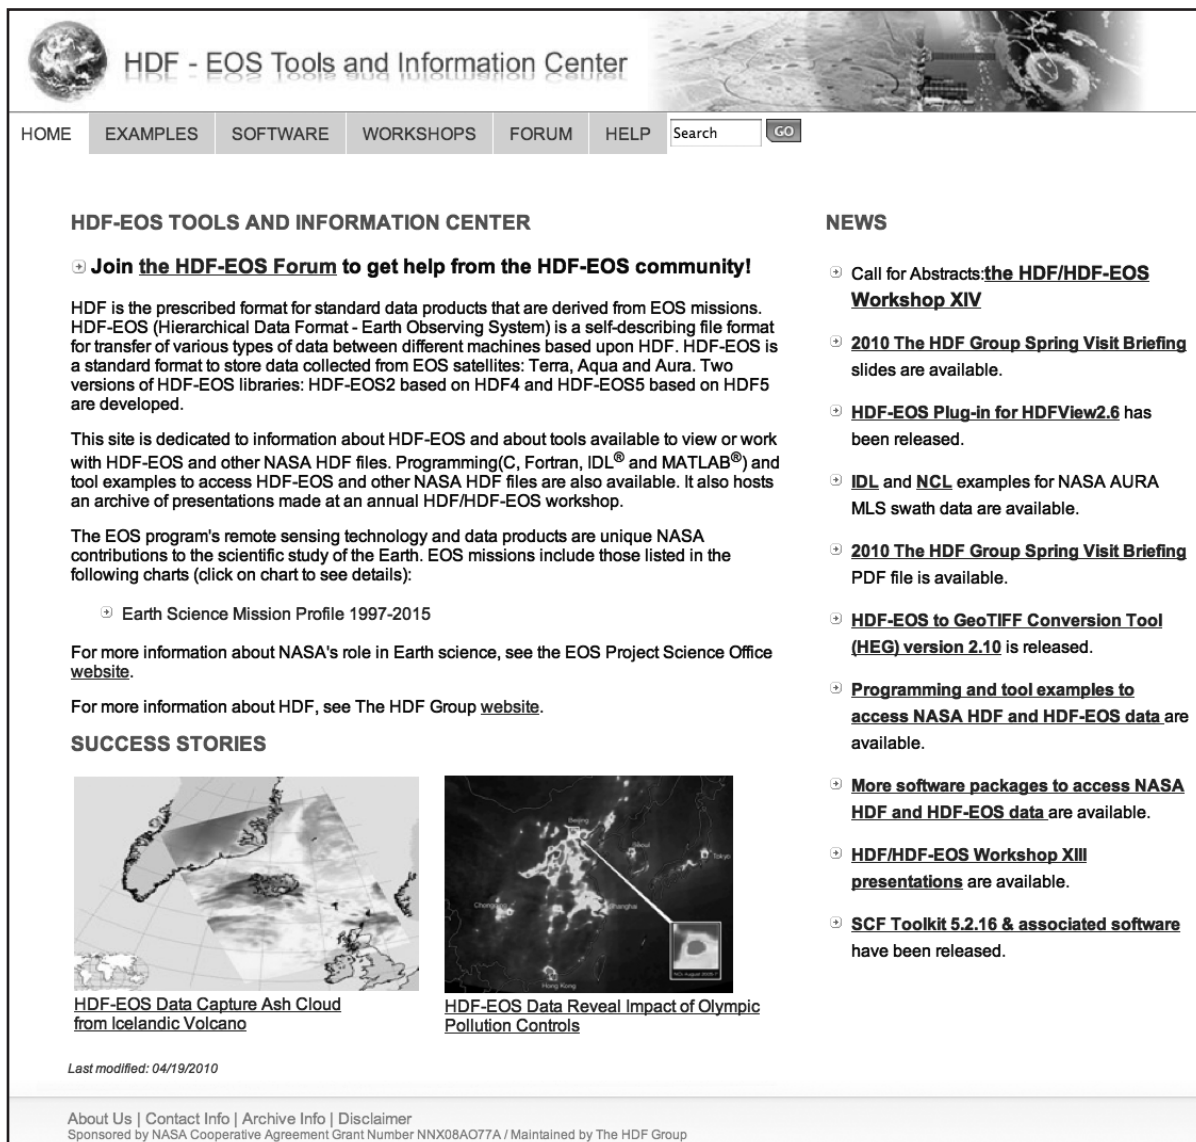 HDF - EOS Tools and Information Center
HOME
EXAMPLES
SOFTWARE
WORKSHOPS
FORUM
HELP
Search
GO
HDF-EOS TOOLS AND INFORMATION CENTER
Join the HDF-EOS Forum to get help from the HDF-EOS community!
HDF is the prescribed format for standard data products that are derived from EOS missions.
HDF-EOS (Hierarchical Data Format - Earth Observing System) is a self-describing file format
for transfer of various types of data between different machines based upon HDF. HDF-EOS is
a standard format to store data collected from EOS satellites: Terra, Aqua and Aura. Two
versions of HDF-EOS libraries: HDF-EOS2 based on HDF4 and HDF-EOS5 based on HDF5
are developed.
This site is dedicated to information about HDF-EOS and about tools available to view or work
with HDF-EOS and other NASA HDF files. Programming(C, Fortran, IDL® and MATLAB®) and
tool examples to access HDF-EOS and other NASA HDF files are also available. It also hosts
an archive of presentations made at an annual HDF/HDF-EOS workshop.
The EOS program's remote sensing technology and data products are unique NASA
contributions to the scientific study of the Earth. EOS missions include those listed in the
following charts (click on chart to see details):
Earth Science Mission Profile 1997-2015
For more information about NASA's role in Earth science, see the EOS Project Science Office
website.
For more information about HDF, see The HDF Group website.
SUCCESS STORIES
Beijing
Seoul
Tokyo
Chongqing
Shanghai
Hong Kong
HDF-EOS Data Capture Ash Cloud
from Icelandic Volcano
HDF-EOS Data Reveal Impact of Olympic
Pollution Controls
Last modified: 04/19/2010
NEWS
Call for Abstracts:the HDF/HDF-EOS
Workshop XIV
2010 The HDF Group Spring Visit Briefing
slides are available.
HDF-EOS Plug-in for HDFView2.6 has
been released.
IDL and NCL examples for NASA AURA
MLS swath data are available.
2010 The HDF Group Spring Visit Briefing
PDF file is available.
HDF-EOS to GeoTIFF Conversion Tool
(HEG) version 2.10 is released.
Programming and tool examples to
access NASA HDF and HDF-EOS data are
available.
More software packages to access NASA
HDF and HDF-EOS data are available.
HDF/HDF-EOS Workshop XIII
presentations are available.
SCF Toolkit 5.2.16 & associated software
have been released.
About Us | Contact Info | Archive Info | Disclaimer
Sponsored by NASA Cooperative Agreement Grant Number NNX08AO77A / Maintained by The HDF Group